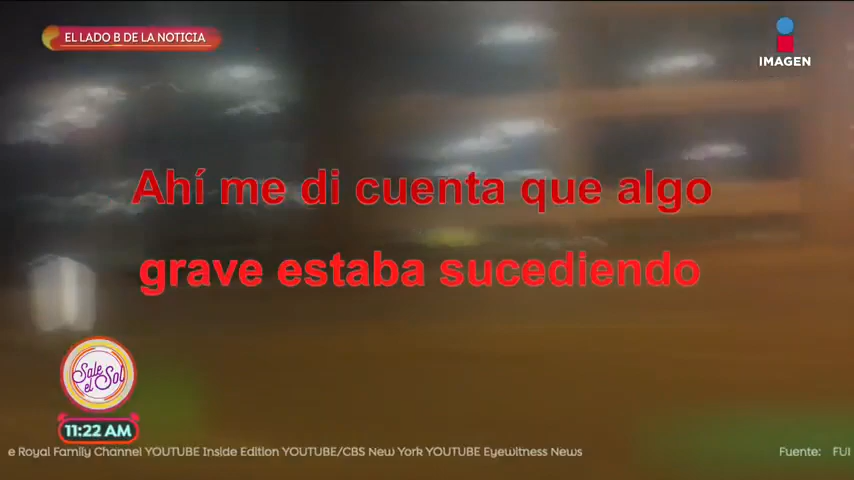 EL LADO B DE LA NOTICIA
IMAGEN
Ahí me di cuenta que algo
grave estaba sucediendo
Sale el Sol
11:22 AM
e Royal Family Channel YOUTUBE Inside Edition YOUTUBE/CBS New York YOUTUBE Eyewitness News
Fuente: FUI